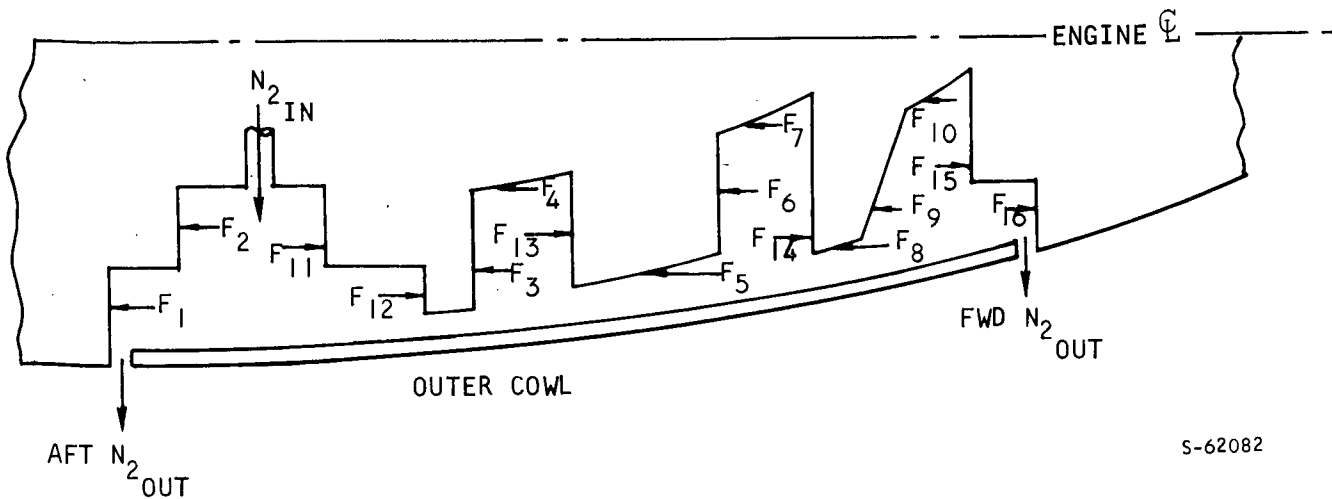 ENGINE ℄
N2 IN
F7
F10
F4
F15
F6
F2
F9
F16
F13
F11
F14
F8
F3
F5
F12
F1
FWD N2 OUT
OUTER COWL
AFT N2 OUT
S-62082